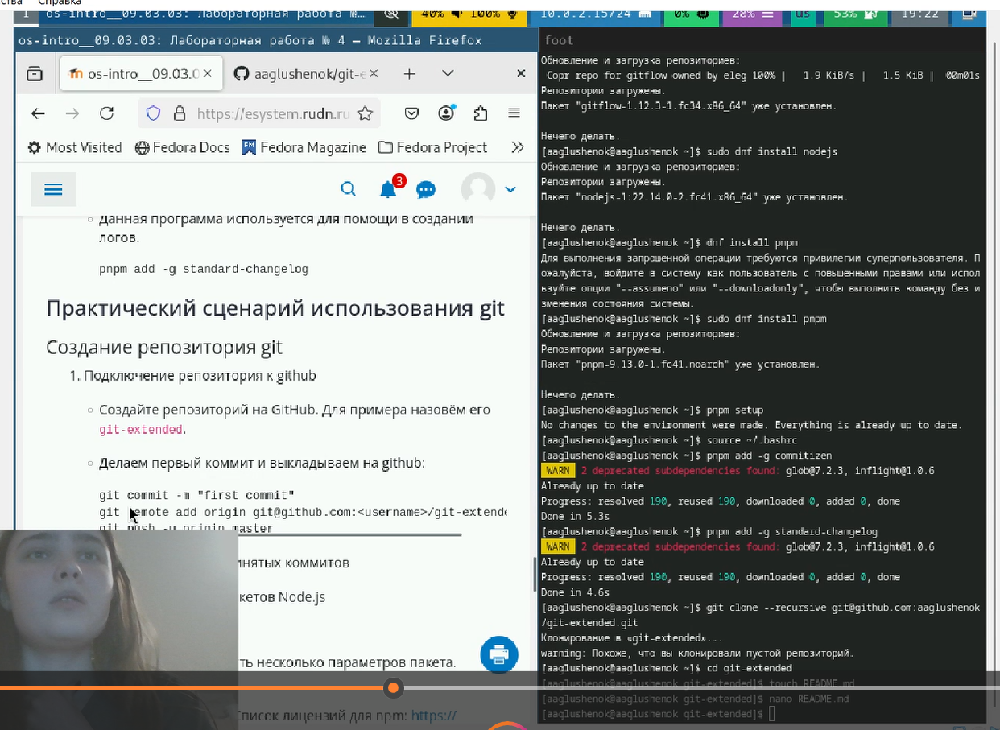 ства Справка
1 os-intro__09.03.03: Лабораторная работа №… 40% 100% 10.0.2.15/24 0% 28% us 53% 19:22
os-intro__09.03.03: Лабораторная работа № 4 — Mozilla Firefox
os-intro__09.03.0 × aaglushenok/git-e × + ×
https://esystem.rudn.ru
Most Visited Fedora Docs Fedora Magazine Fedora Project »
3
Данная программа используется для помощи в создании
логов.
pnpm add -g standard-changelog
Практический сценарий использования git
Создание репозитория git
1. Подключение репозитория к github
Создайте репозиторий на GitHub. Для примера назовём его
git-extended.
Делаем первый коммит и выкладываем на github:
git commit -m "first commit"
git remote add origin git@github.com:<username>/git-extende
git push -u origin master
инятых коммитов
кетов Node.js
ть несколько параметров пакета.
Список лицензий для npm: https://
foot
Обновление и загрузка репозиториев:
Copr repo for gitflow owned by eleg 100% | 1.9 KiB/s | 1.5 KiB | 00m01s
Репозитории загружены.
Пакет "gitflow-1.12.3-1.fc34.x86_64" уже установлен.
Нечего делать.
[aaglushenok@aaglushenok ~]$ sudo dnf install nodejs
Обновление и загрузка репозиториев:
Репозитории загружены.
Пакет "nodejs-1:22.14.0-2.fc41.x86_64" уже установлен.
Нечего делать.
[aaglushenok@aaglushenok ~]$ dnf install pnpm
Для выполнения запрошенной операции требуются привилегии суперпользователя. П
ожалуйста, войдите в систему как пользователь с повышенными правами или испол
ьзуйте опции "--assumeno" или "--downloadonly", чтобы выполнить команду без и
зменения состояния системы.
[aaglushenok@aaglushenok ~]$ sudo dnf install pnpm
Обновление и загрузка репозиториев:
Репозитории загружены.
Пакет "pnpm-9.13.0-1.fc41.noarch" уже установлен.
Нечего делать.
[aaglushenok@aaglushenok ~]$ pnpm setup
No changes to the environment were made. Everything is already up to date.
[aaglushenok@aaglushenok ~]$ source ~/.bashrc
[aaglushenok@aaglushenok ~]$ pnpm add -g commitizen
WARN 2 deprecated subdependencies found: glob@7.2.3, inflight@1.0.6
Already up to date
Progress: resolved 190, reused 190, downloaded 0, added 0, done
Done in 5.3s
[aaglushenok@aaglushenok ~]$ pnpm add -g standard-changelog
WARN 2 deprecated subdependencies found: glob@7.2.3, inflight@1.0.6
Already up to date
Progress: resolved 190, reused 190, downloaded 0, added 0, done
Done in 4.6s
[aaglushenok@aaglushenok ~]$ git clone --recursive git@github.com:aaglushenok
/git-extended.git
Клонирование в «git-extended»...
warning: Похоже, что вы клонировали пустой репозиторий.
[aaglushenok@aaglushenok ~]$ cd git-extended
[aaglushenok@aaglushenok git-extended]$ touch README.md
[aaglushenok@aaglushenok git-extended]$ nano README.md
[aaglushenok@aaglushenok git-extended]$